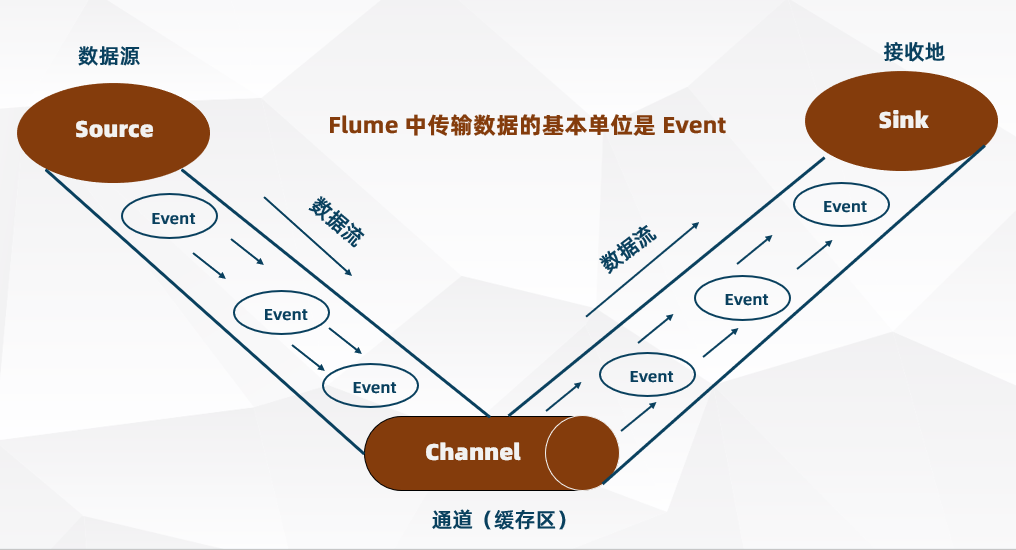 数据源
接收地
Source
Sink
Flume 中传输数据的基本单位是 Event
Event
数据流
数据流
Event
Event
Event
Event
Event
Channel
通道（缓存区）